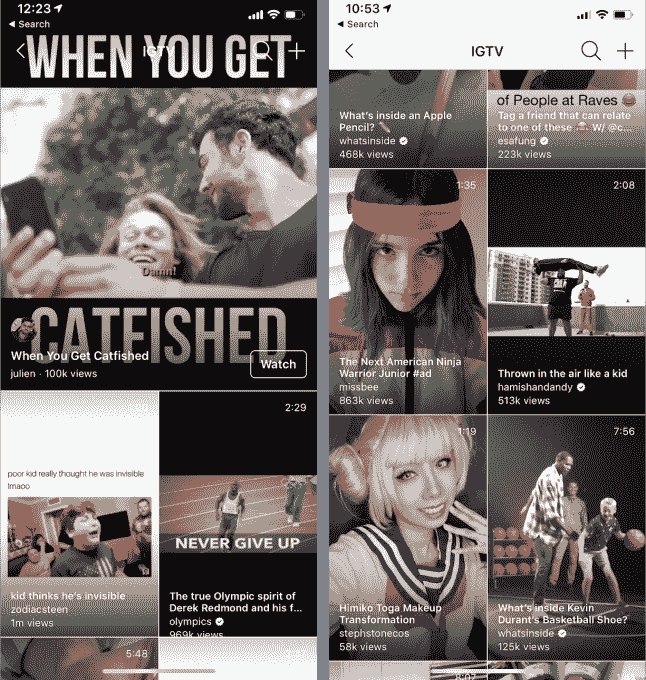 12:23
Search
WHEN YOU GET
IGTV
Damn!
CATFISHED
When You Get Catfished
julien · 100k views
Watch
poor kid really thought he was invisible
lmaoo
kid thinks he's invisible
zodiacsteen
1m views
2:29
NEVER GIVE UP
The true Olympic spirit of
Derek Redmond and his f...
olympics
969k views
5:48
10:53
Search
IGTV
What's inside an Apple
Pencil?
whatsinside
468k views
of People at Raves
Tag a friend that can relate
to one of these W/ @c...
esafung
223k views
1:35
The Next American Ninja
Warrior Junior #ad
missbee
863k views
2:08
Thrown in the air like a kid
hamishandandy
513k views
1:19
Himiko Toga Makeup
Transformation
stephstonecos
58k views
7:56
What's inside Kevin
Durant's Basketball Shoe?
whatsinside
125k views
8:07